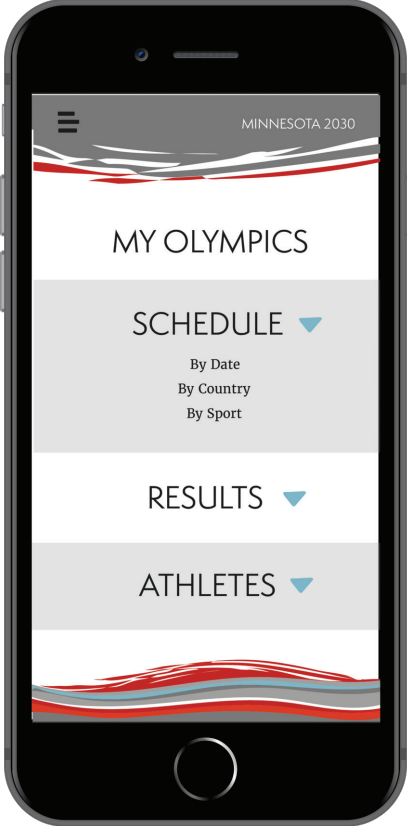 MINNESOTA 2030
MY OLYMPICS
SCHEDULE
By Date
By Country
By Sport
RESULTS
ATHLETES